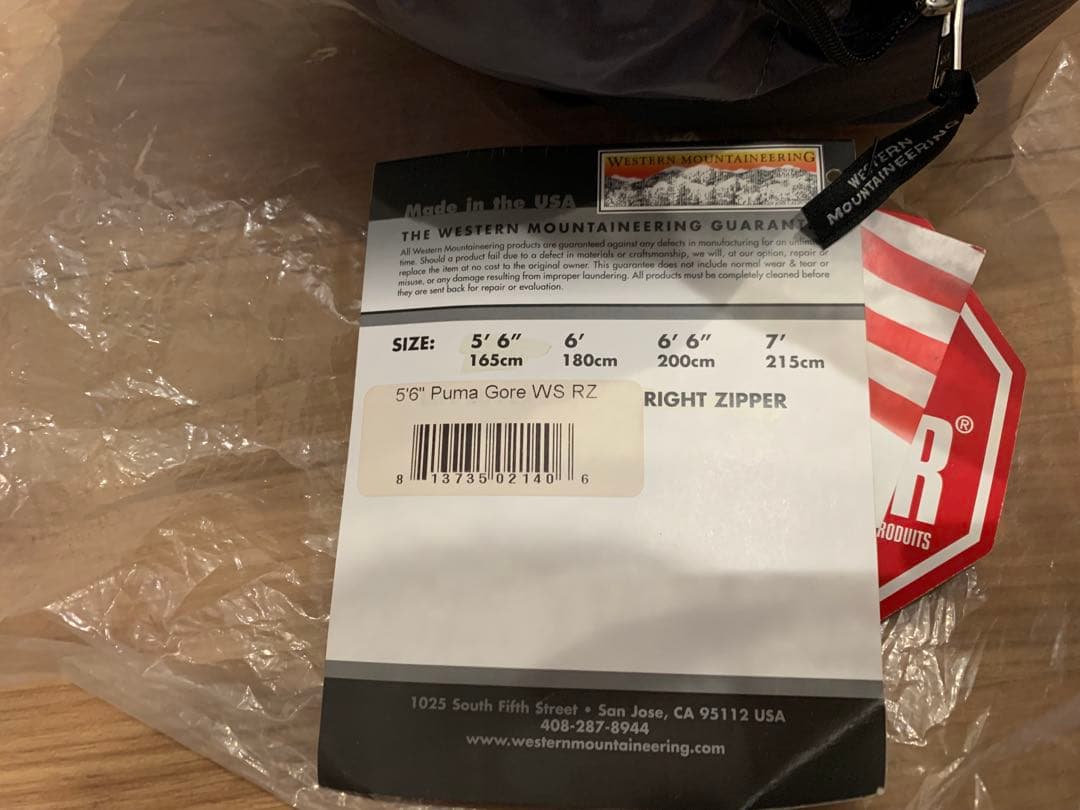 WESTERN MOUNTAINEERING
WESTERN
MOUNTAINEERING
Made in the USA
THE WESTERN MOUNTAINEERING
All Western Mountaineering products are guaranteed against any defects in manufacturing for an
time. Should a product fail due to a defect in materials or craftsmanship, we will, at our option, repair or
replace the item at no cost to the original owner. This guarantee does not include normal wear & tear or
misuse, or any damage resulting from improper laundering. All products must be completely cleaned before
they are sent back for repair or evaluation.
SIZE: 5' 6" 6' 6' 6" 7'
165cm 180cm 200cm 215cm
5'6" Puma Gore WS RZ
RIGHT ZIPPER
8 13735 02140 6
R®
RODUITS
1025 South Fifth Street • San Jose, CA 95112 USA
408-287-8944
www.westernmountaineering.com